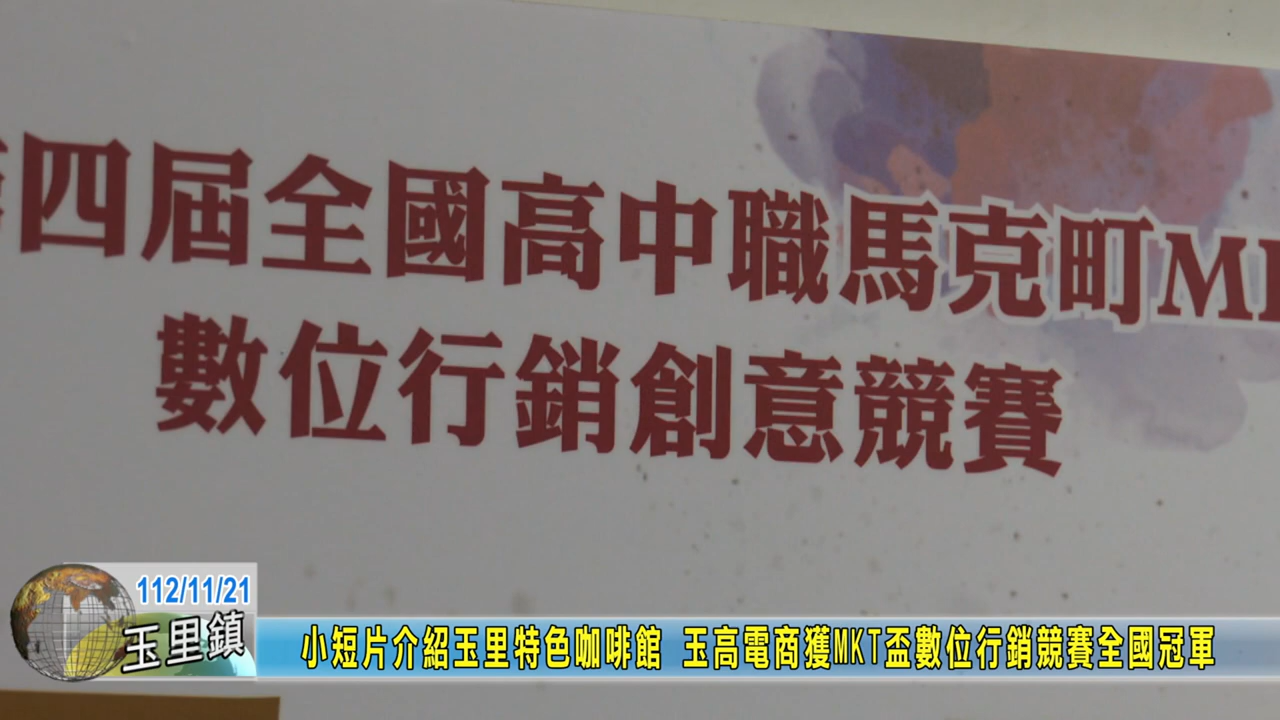 四屆全國高中職馬克町M
數位行銷創意競賽
112/11/21
玉里鎮
小短片介紹玉里特色咖啡館 玉高電商獲MKT盃數位行銷競賽全國冠軍